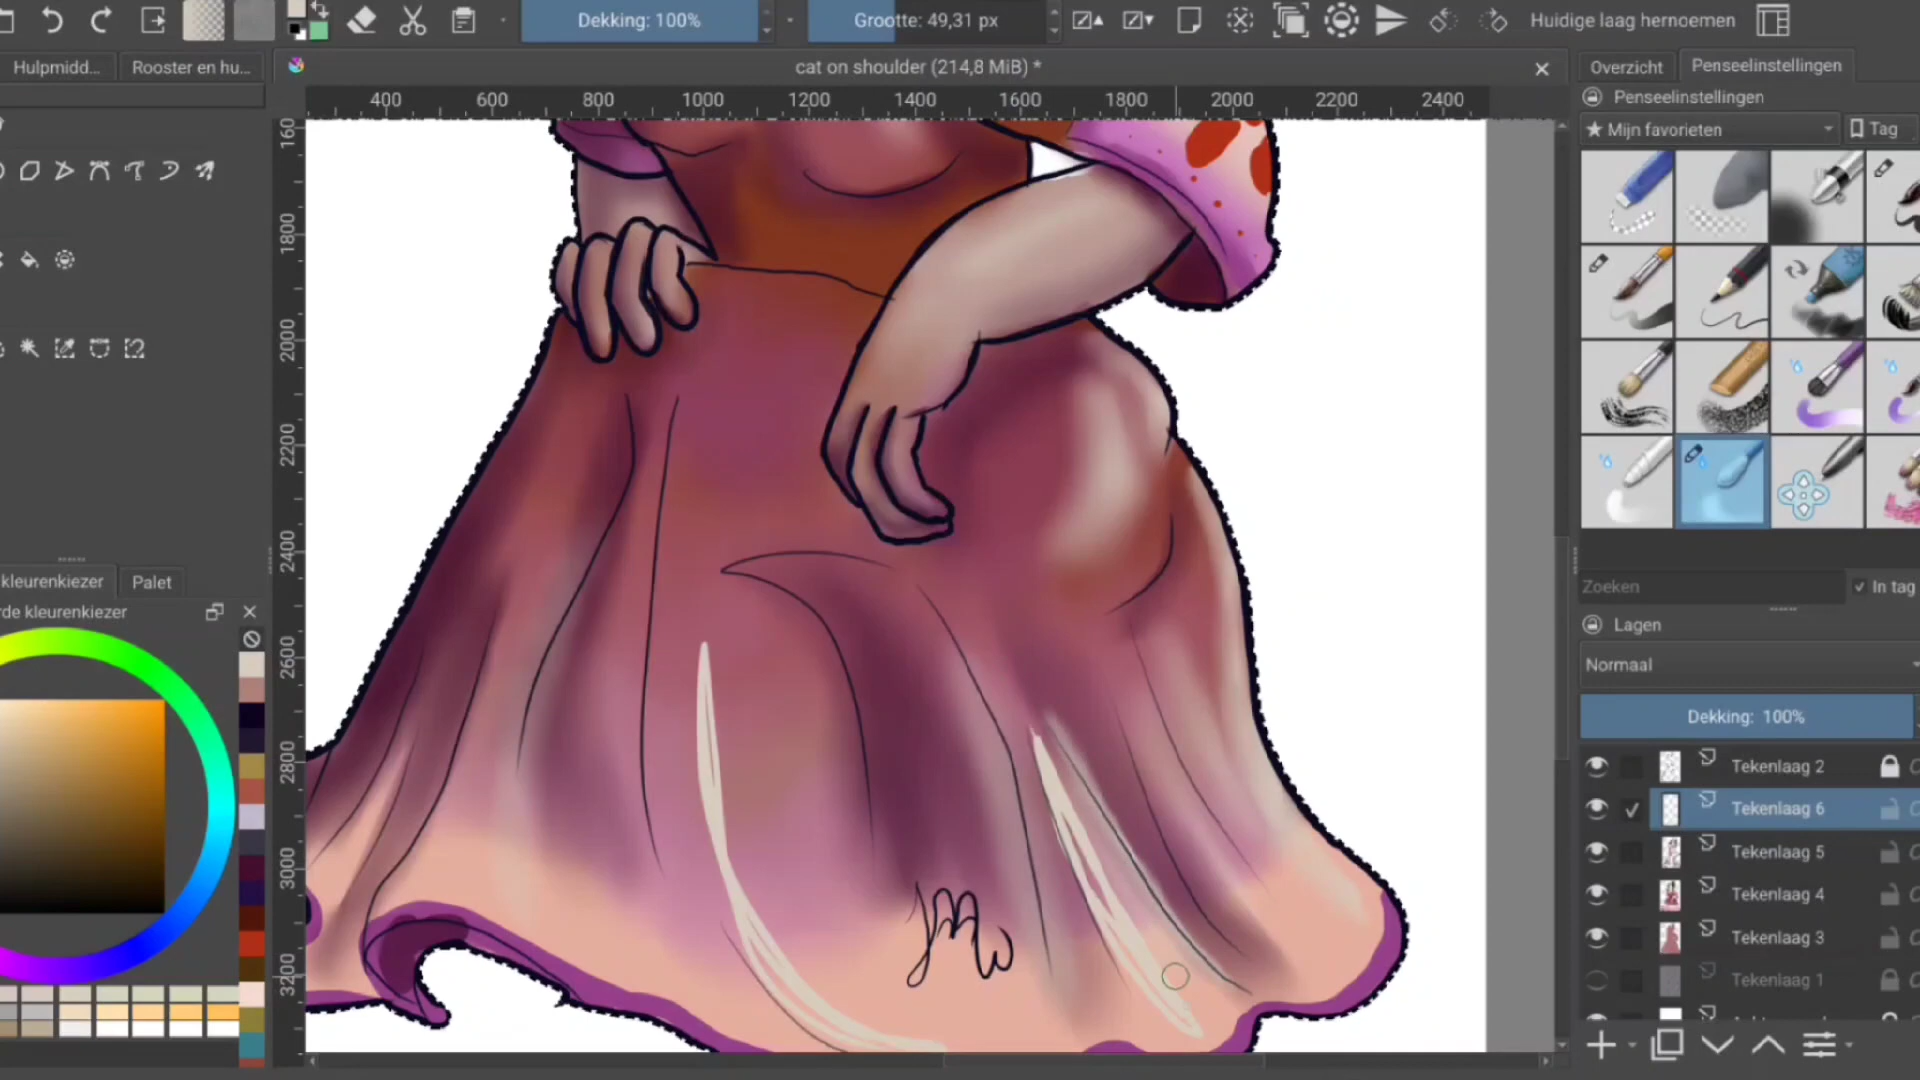 Dekking: 100%
Grootte: 49,31 px
Huidige laag hernoemen
Hulpmidd...
Rooster en hu...
cat on shoulder (214,8 MiB) *
Overzicht
Penseelinstellingen
Penseelinstellingen
400 600 800 1000 1200 1400 1600 1800 2000 2200 2400
★ Mijn favorieten
Tag
160
1800
2000
2200
2400
2600
2800
3000
3200
kleurenkiezer
Palet
rde kleurenkiezer
JMW
Zoeken
In tag
Lagen
Normaal
Dekking: 100%
Tekenlaag 2
Tekenlaag 6
Tekenlaag 5
Tekenlaag 4
Tekenlaag 3
Tekenlaag 1